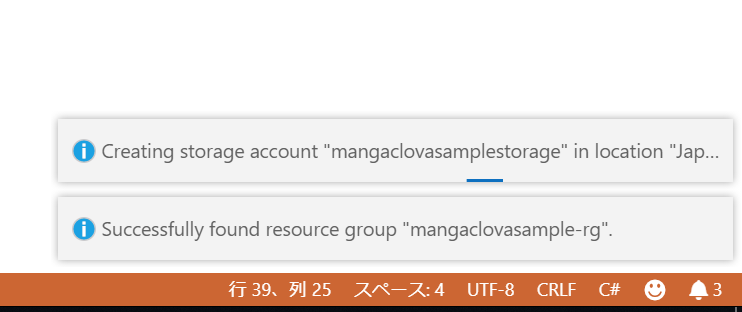 Creating storage account "mangaclovasamplestorage" in location "Jap...
Successfully found resource group "mangaclovasample-rg".
行 39、列 25 スペース: 4 UTF-8 CRLF C# 3